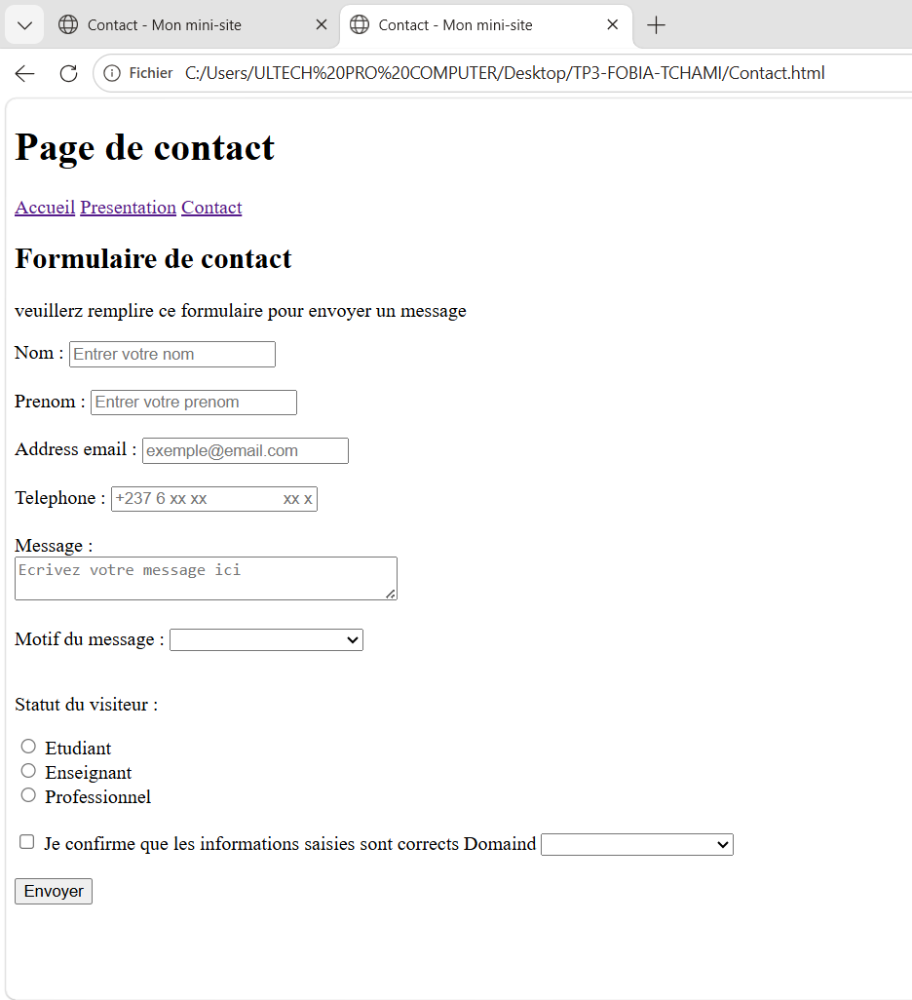 Contact - Mon mini-site
Contact - Mon mini-site
Fichier C:/Users/ULTECH%20PRO%20COMPUTER/Desktop/TP3-FOBIA-TCHAMI/Contact.html
Page de contact
Accueil Presentation Contact
Formulaire de contact
veuillerz remplire ce formulaire pour envoyer un message
Nom : Entrer votre nom
Prenom : Entrer votre prenom
Address email : exemple@email.com
Telephone : +237 6 xx xx xx x
Message :
Ecrivez votre message ici
Motif du message :
Statut du visiteur :
Etudiant
Enseignant
Professionnel
Je confirme que les informations saisies sont corrects Domaind
Envoyer